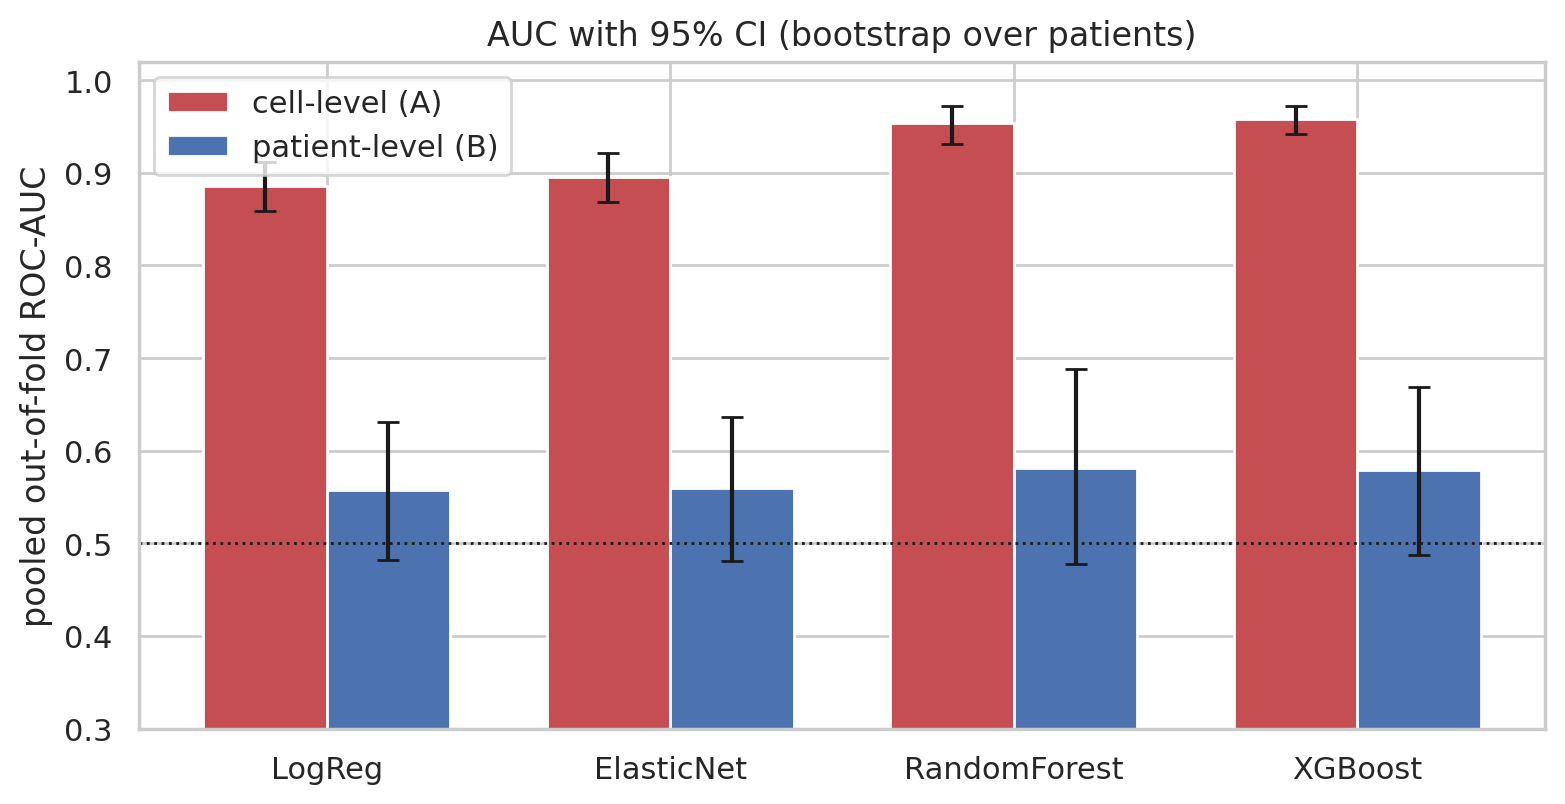 AUC with 95% CI (bootstrap over patients)
cell-level (A)
patient-level (B)
pooled out-of-fold ROC-AUC
1.0
0.9
0.8
0.7
0.6
0.5
0.4
0.3
LogReg
ElasticNet
RandomForest
XGBoost